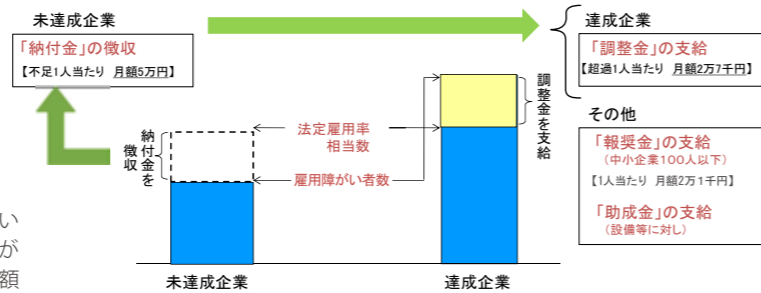 未達成企業
「納付金」の徴収
【不足1人当たり 月額5万円】
達成企業
「調整金」の支給
【超過1人当たり 月額2万7千円】
その他
「報奨金」の支給
(中小企業100人以下)
【1人当たり 月額2万1千円】
「助成金」の支給
(設備等に対し)
納付金を
徴収
法定雇用率
相当数
雇用障がい者数
調整金を支給
い
が
額
未達成企業
達成企業